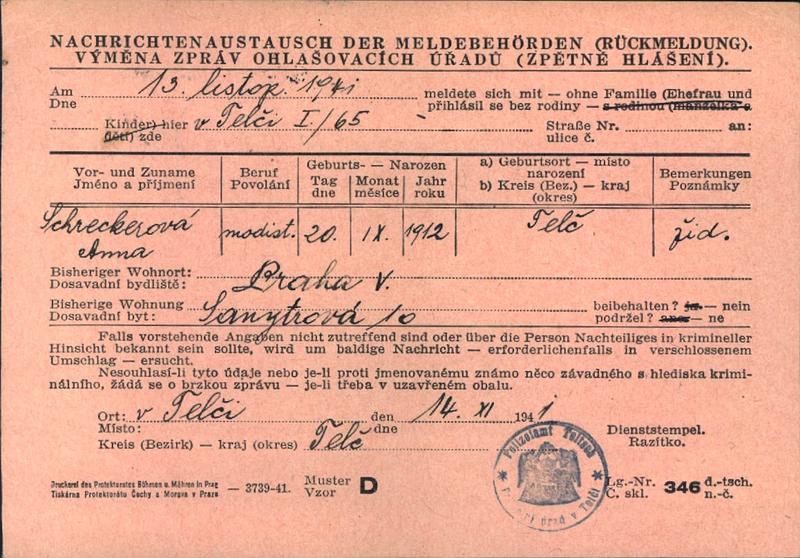 NACHRICHTENAUSTAUSCH DER MELDEBEHÖRDEN (RÜCKMELDUNG).
VÝMĚNA ZPRÁV OHLAŠOVACÍCH ÚŘADŮ (ZPĚTNÉ HLÁŠENÍ).
Am 13. listop. 1941 meldete sich mit — ohne Familie (Ehefrau und
Dne přihlásil se bez rodiny — s rodinou (manželka a
Kinder) hier v Telči I/65 Straße Nr. an:
děti) zde ulice č.
Vor- und Zuname Beruf Geburts- — Narozen a) Geburtsort — místo Bemerkungen
Jméno a příjmení Povolání Tag Monat Jahr narození Poznámky
dne měsíce roku b) Kreis (Bez.) — kraj
(okres)
Schreckerová modist. 20. IX. 1912 Telč žid.
Anna
Bisheriger Wohnort: Praha V.
Dosavadní bydliště:
Bisherige Wohnung Sanytrová 10 beibehalten? ja — nein
Dosavadní byt: podržel? ano — ne
Falls vorstehende Angaben nicht zutreffend sind oder über die Person Nachteiliges in krimineller
Hinsicht bekannt sein sollte, wird um baldige Nachricht — erforderlichenfalls in verschlossenem
Umschlag — ersucht.
Nesouhlasí-li tyto údaje nebo je-li proti jmenovanému známo něco závadného s hlediska krimi-
nálního, žádá se o brzkou zprávu — je-li třeba v uzavřeném obalu.
Ort: v Telči den 14. XI 1941
Místo: dne Dienststempel.
Kreis (Bezirk) — kraj (okres) Telč Razítko.
Polizeiamt Teltsch
úřad v Telči
Druckerei des Protektorates Böhmen u. Mähren in Prag — 3739-41. Muster D Lg.-Nr. 346 d.-tsch.
Tiskárna Protektorátu Čechy a Morava v Praze Vzor Č. skl. n.-č.